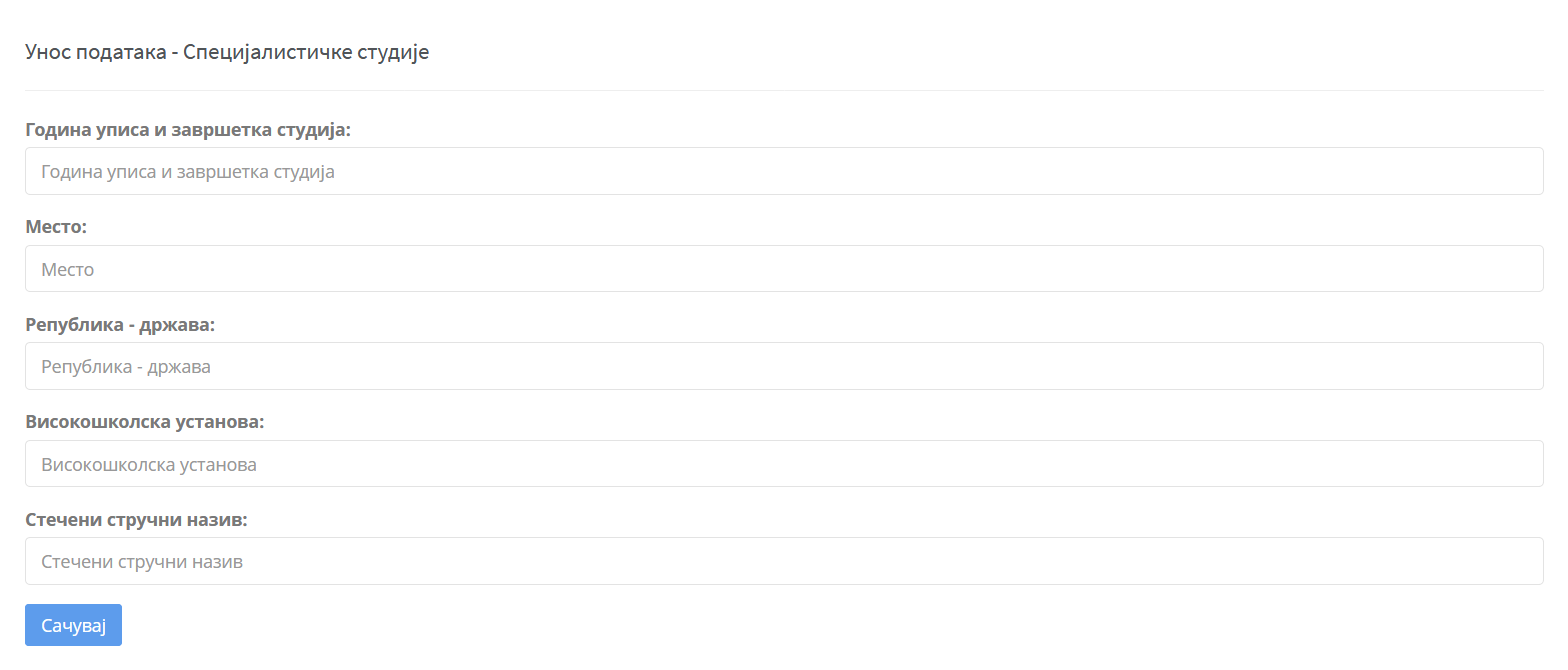 Унос података - Специјалистичке студије
Година уписа и завршетка студија:
Година уписа и завршетка студија
Место:
Место
Република - држава:
Република - држава
Високошколска установа:
Високошколска установа
Стечени стручни назив:
Стечени стручни назив
Сачувај